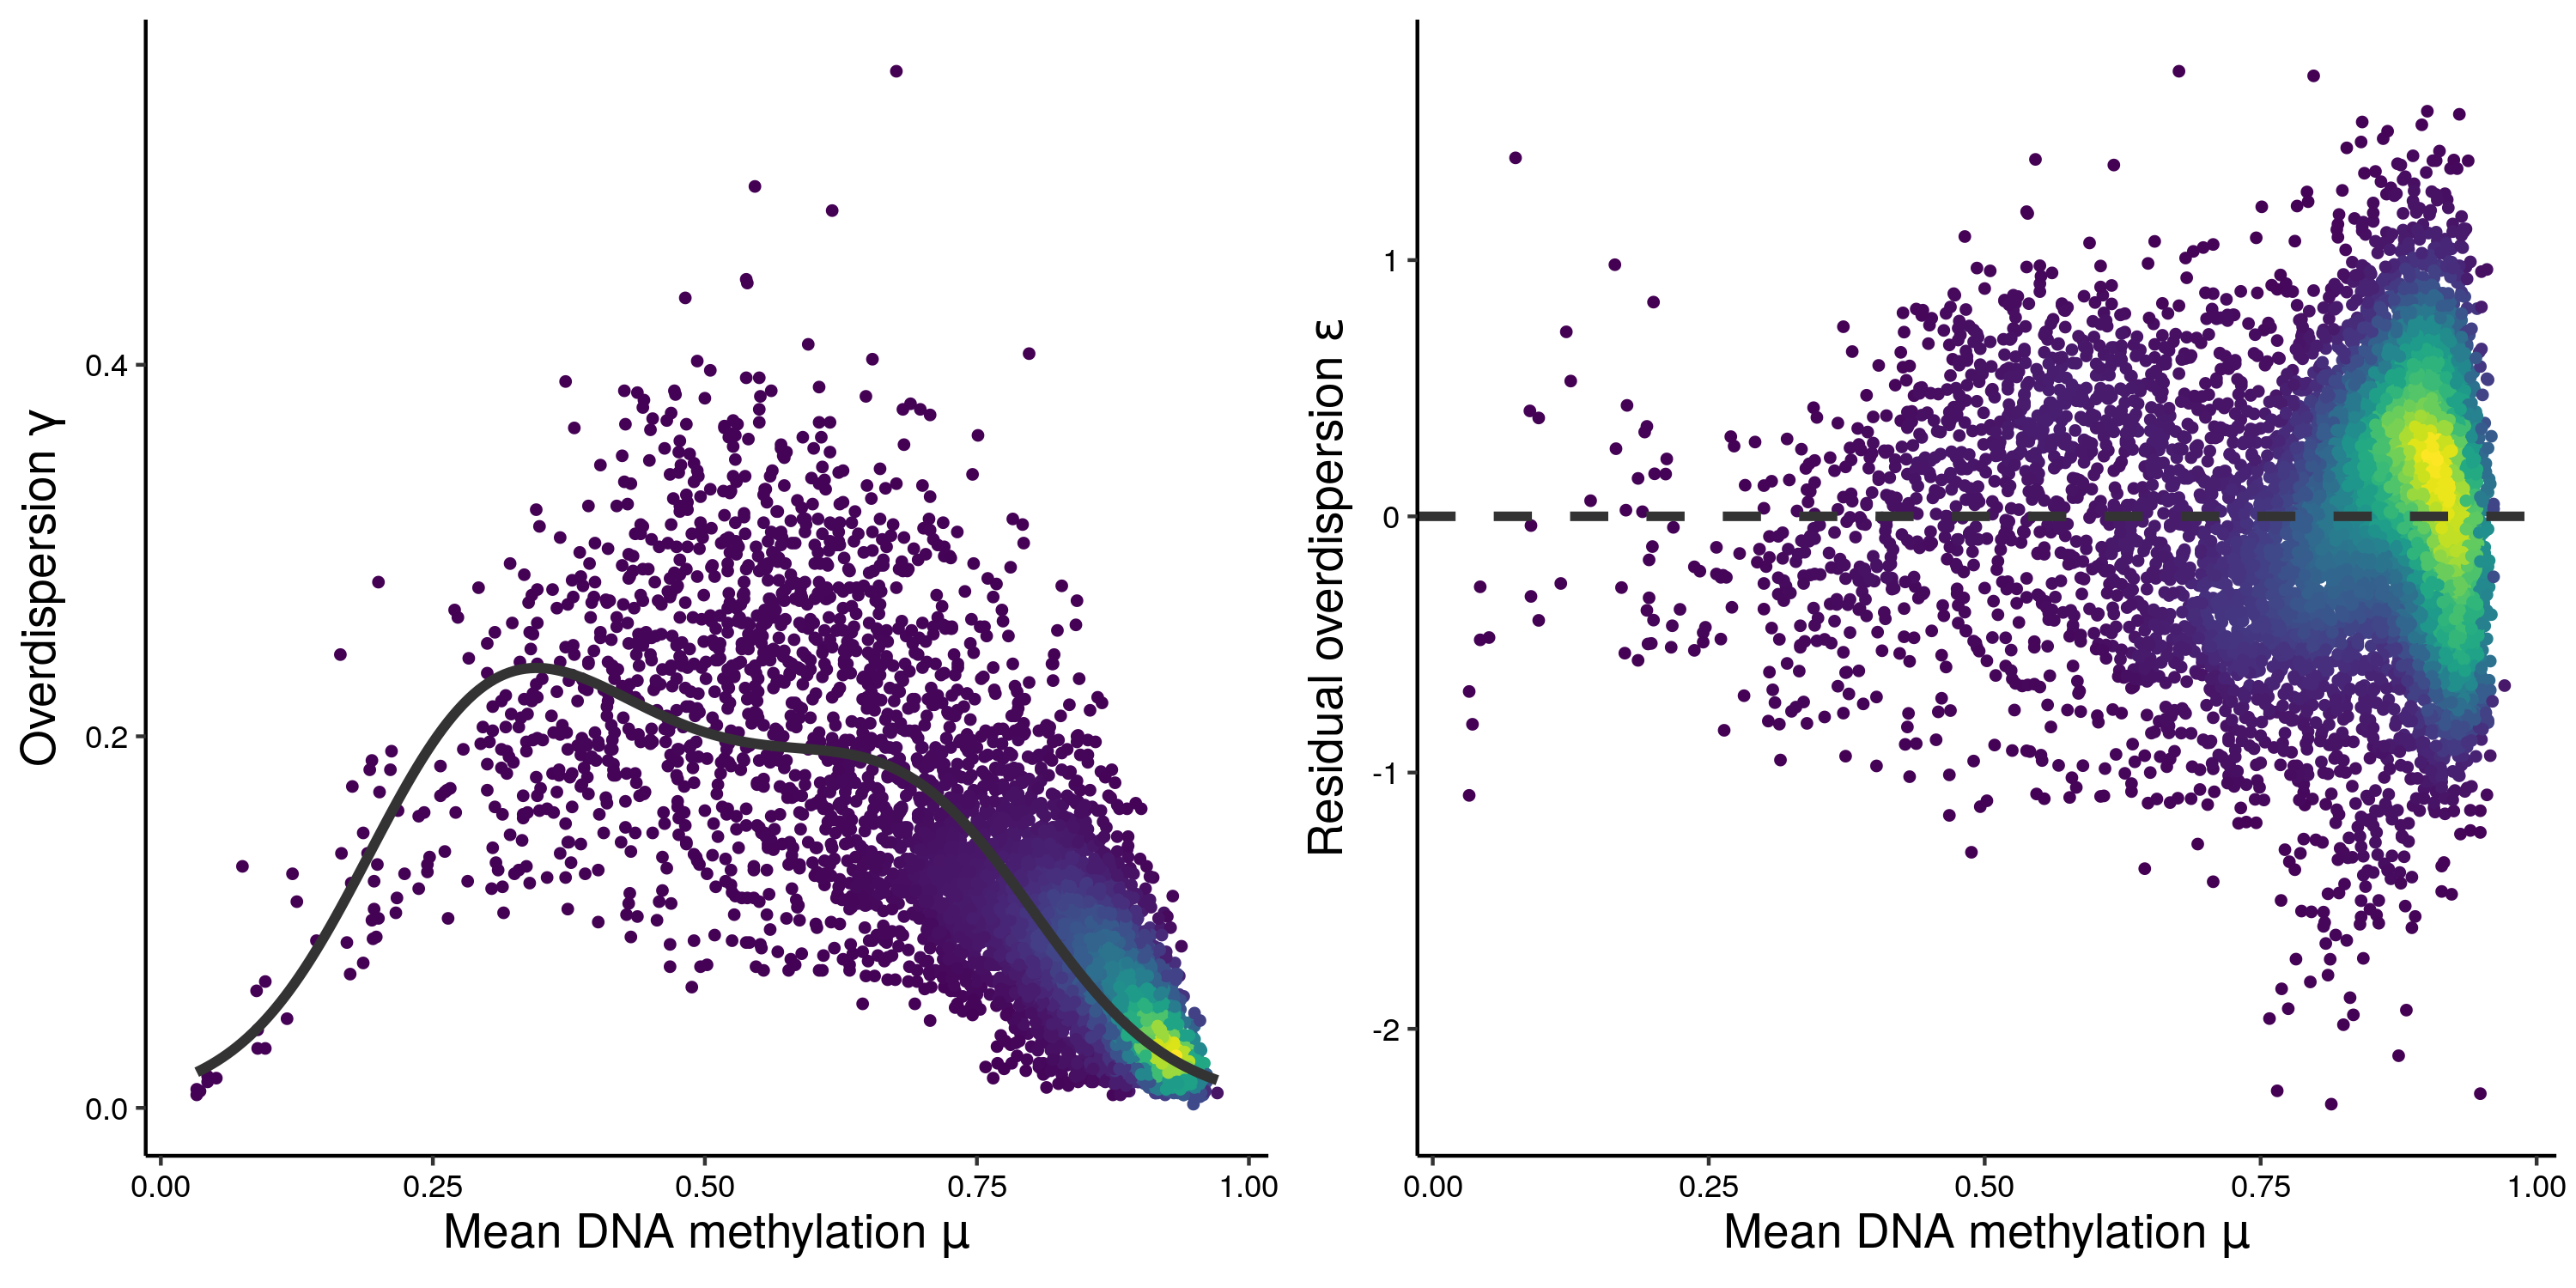 Overdispersion γ
0.4
0.2
0.0
0.00 0.25 0.50 0.75 1.00
Mean DNA methylation μ
Residual overdispersion ε
1
0
-1
-2
0.00 0.25 0.50 0.75 1.00
Mean DNA methylation μ